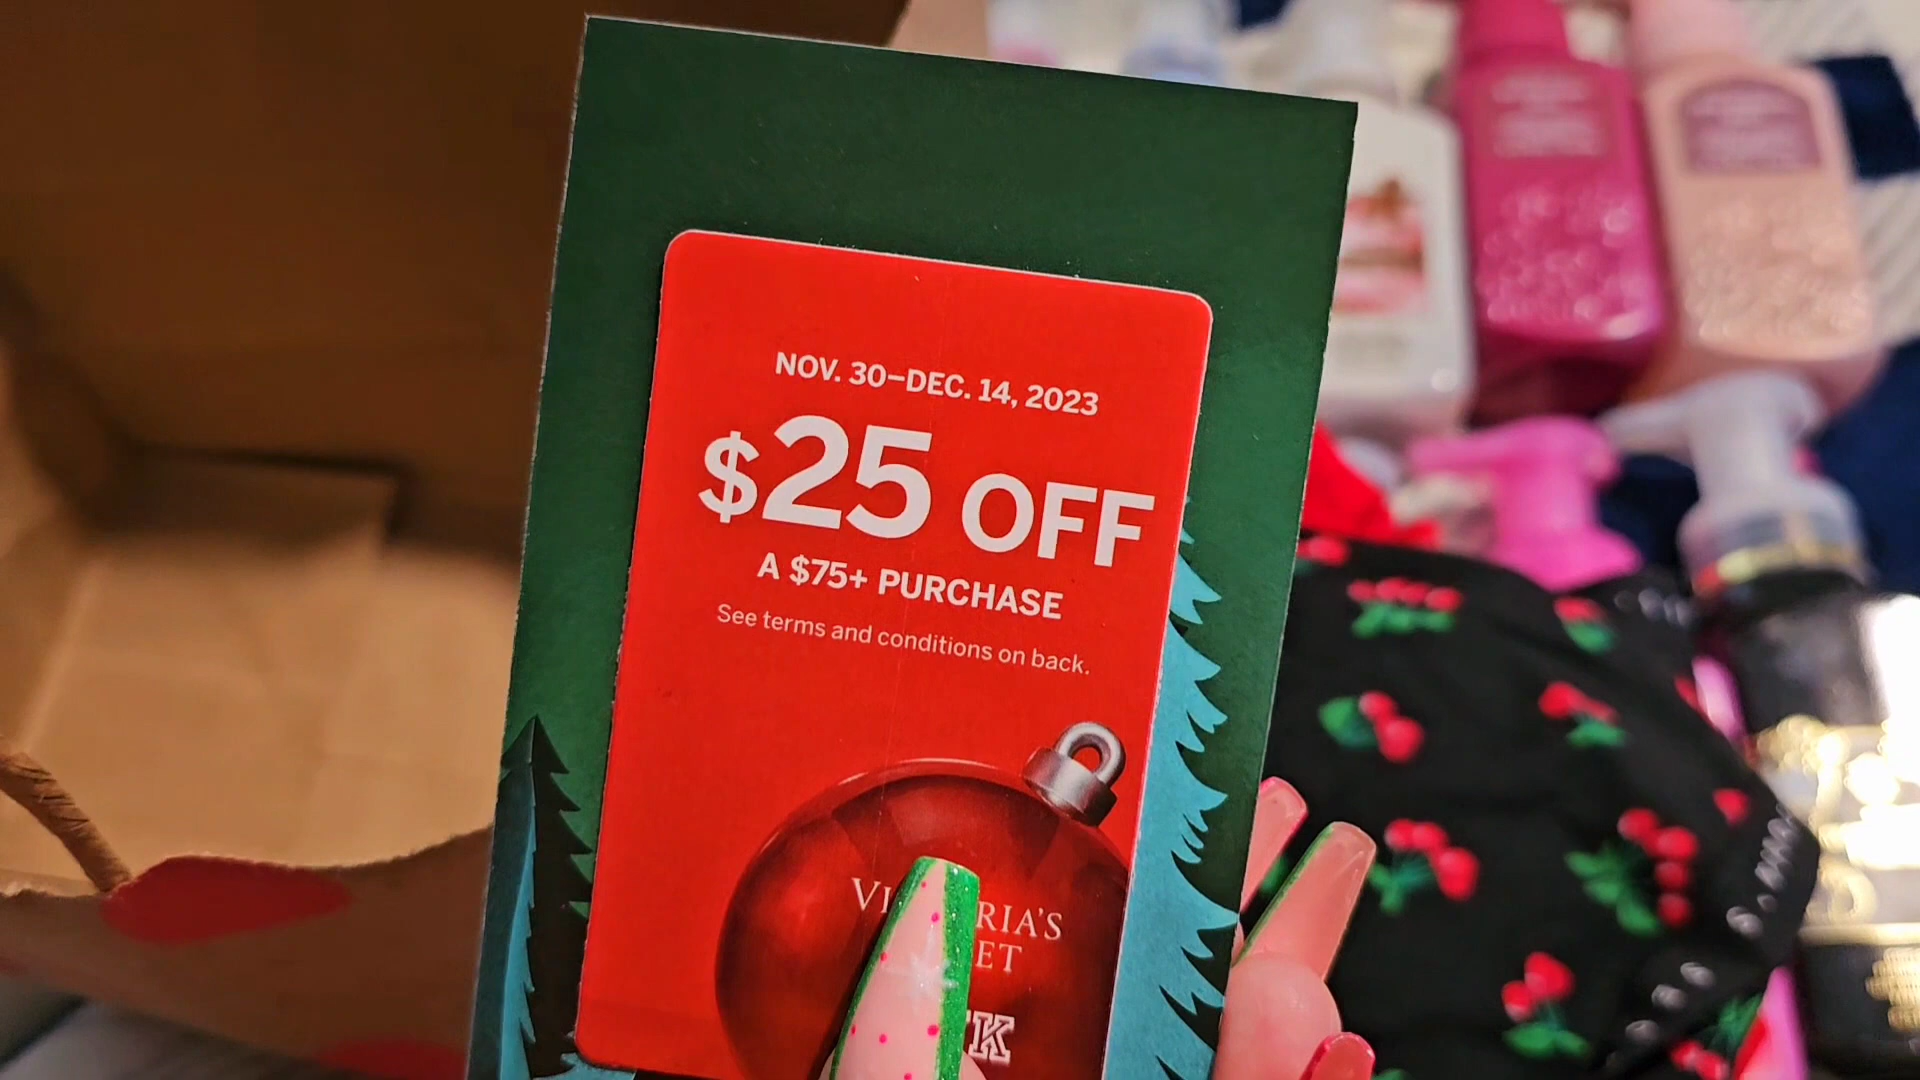 NOV. 30–DEC. 14, 2023
$25 OFF
A $75+ PURCHASE
See terms and conditions on back.